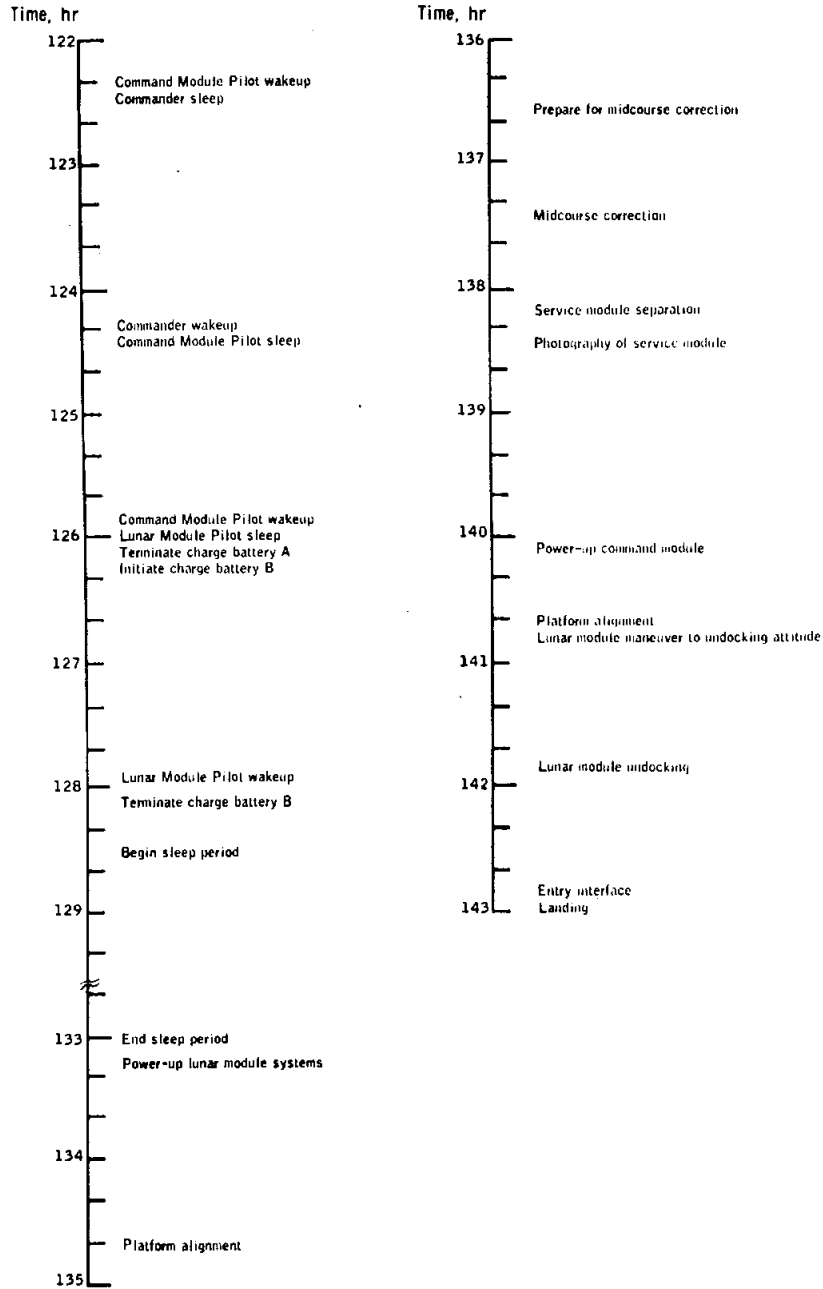 Time, hr
122
Command Module Pilot wakeup
Commander sleep
123
124
Commander wakeup
Command Module Pilot sleep
125
Command Module Pilot wakeup
126
Lunar Module Pilot sleep
Terminate charge battery A
Initiate charge battery B
127
Lunar Module Pilot wakeup
128
Terminate charge battery B
Begin sleep period
129
133
End sleep period
Power-up lunar module systems
134
Platform alignment
135
Time, hr
136
Prepare for midcourse correction
137
Midcourse correction
138
Service module separation
Photography of service module
139
140
Power-up command module
Platform alignment
Lunar module maneuver to undocking attitude
141
Lunar module undocking
142
Entry interface
143
Landing